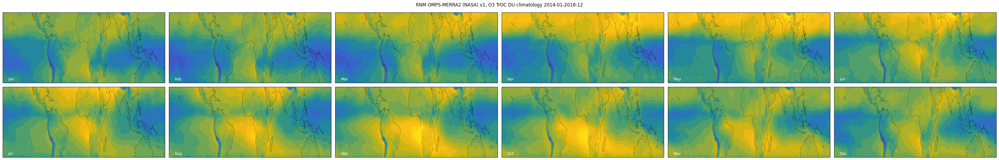 RNM OMPS-MERRA2 (NASA) v1, O3 TrOC DU climatology 2014-01-2018-12
Jan
Feb
Mar
Apr
May
Jun
Jul
Aug
Sep
Oct
Nov
Dec